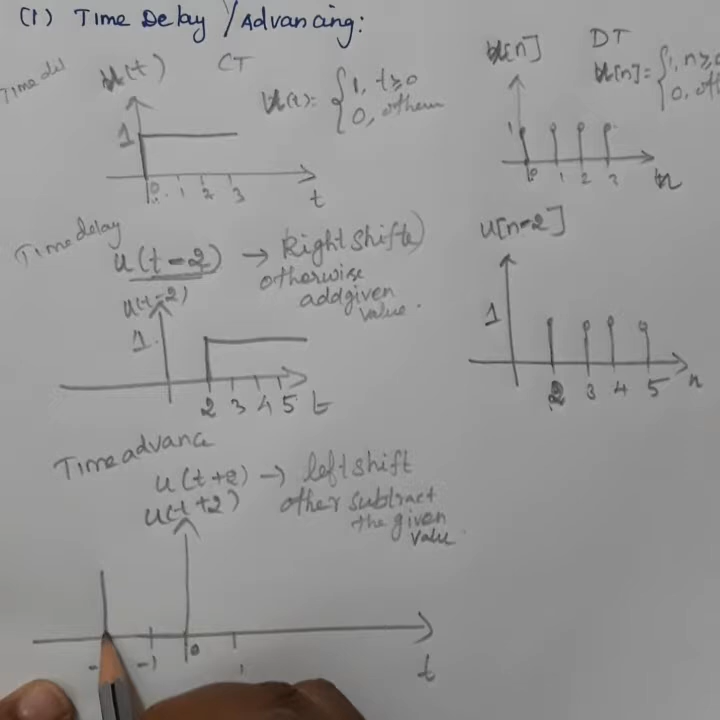 (1) Time Delay / Advancing:
Time del
u(t) CT
u(t)= { 1, t≥0
0, otherw
1
0 1 2 3
t
u[n] DT
u[n]= { 1, n≥0
0, oth
1
0 1 2 3
n
Time delay
u(t-2) → Right shift
otherwise
add given
value.
u(t-2)
1
2 3 4 5 t
u[n-2]
1
2 3 4 5 n
Time advance
u(t+2) → left shift
other subtract
the given
value
u(t+2)
- -1 0 1
t